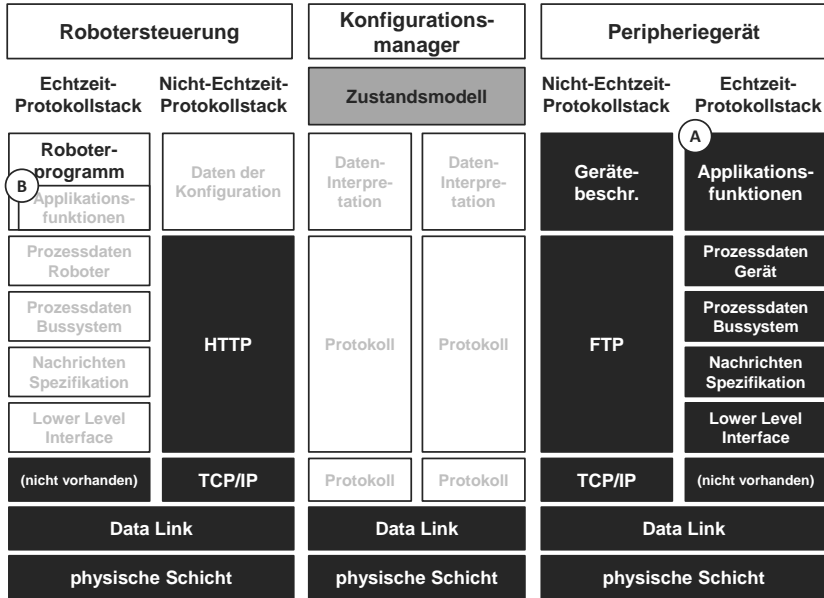 Robotersteuerung
Konfigurations-
manager
Peripheriegerät
Echtzeit-
Protokollstack
Nicht-Echtzeit-
Protokollstack
Zustandsmodell
Nicht-Echtzeit-
Protokollstack
Echtzeit-
Protokollstack
Roboter-
programm
B
Applikations-
funktionen
Daten der
Konfiguration
Daten-
Interpre-
tation
Daten-
Interpre-
tation
Geräte-
beschr.
A
Applikations-
funktionen
Prozessdaten
Roboter
Prozessdaten
Bussystem
Nachrichten
Spezifikation
Lower Level
Interface
HTTP
Protokoll
Protokoll
FTP
Prozessdaten
Gerät
Prozessdaten
Bussystem
Nachrichten
Spezifikation
Lower Level
Interface
(nicht vorhanden)
TCP/IP
Protokoll
Protokoll
TCP/IP
(nicht vorhanden)
Data Link
Data Link
Data Link
physische Schicht
physische Schicht
physische Schicht